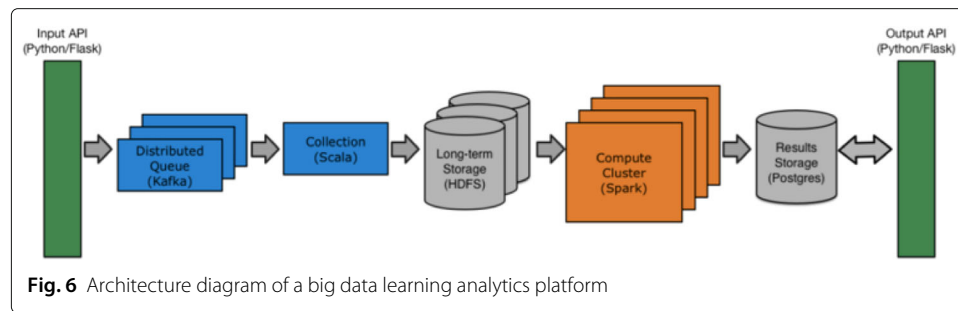 Input API
(Python/Flask)
Output API
(Python/Flask)
Distributed
Queue
(Kafka)
Collection
(Scala)
Long-term
Storage
(HDFS)
Compute
Cluster
(Spark)
Results
Storage
(Postgres)
Fig. 6 Architecture diagram of a big data learning analytics platform